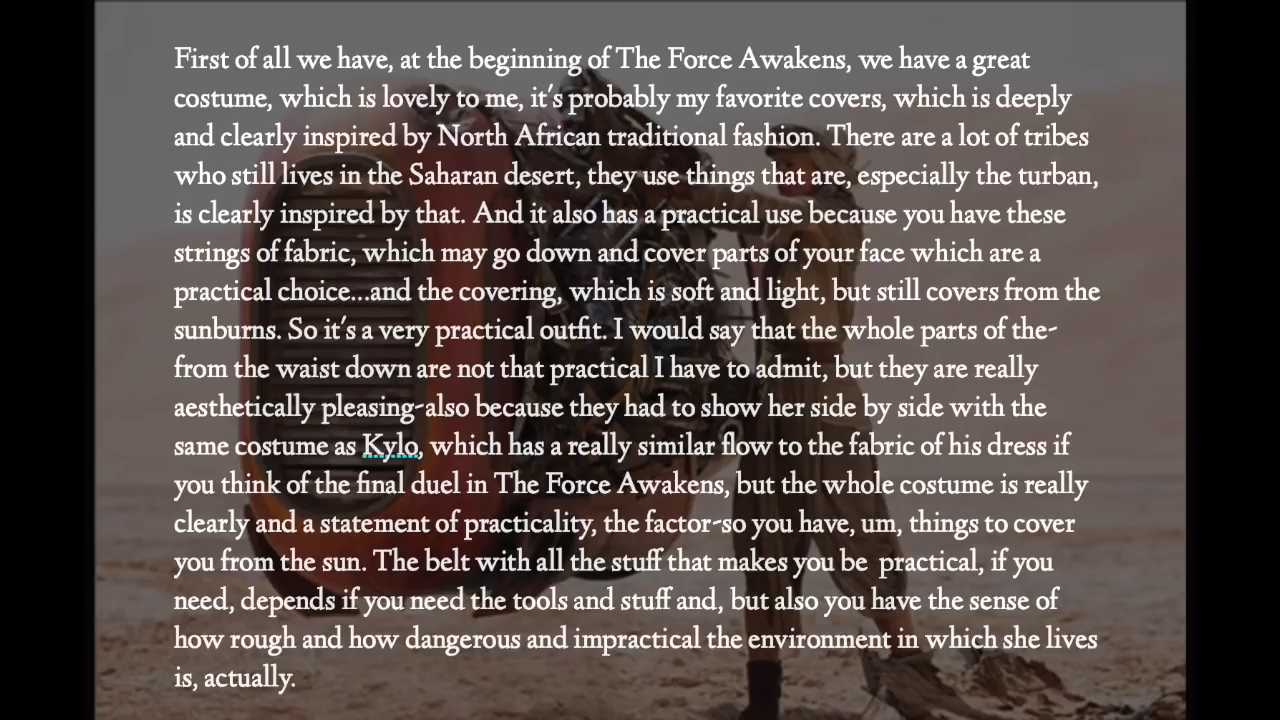 First of all we have, at the beginning of The Force Awakens, we have a great
costume, which is lovely to me, it's probably my favorite covers, which is deeply
and clearly inspired by North African traditional fashion. There are a lot of tribes
who still lives in the Saharan desert, they use things that are, especially the turban,
is clearly inspired by that. And it also has a practical use because you have these
strings of fabric, which may go down and cover parts of your face which are a
practical choice...and the covering, which is soft and light, but still covers from the
sunburns. So it's a very practical outfit. I would say that the whole parts of the-
from the waist down are not that practical I have to admit, but they are really
aesthetically pleasing-also because they had to show her side by side with the
same costume as Kylo, which has a really similar flow to the fabric of his dress if
you think of the final duel in The Force Awakens, but the whole costume is really
clearly and a statement of practicality, the factor-so you have, um, things to cover
you from the sun. The belt with all the stuff that makes you be  practical, if you
need, depends if you need the tools and stuff and, but also you have the sense of
how rough and how dangerous and impractical the environment in which she lives
is, actually.